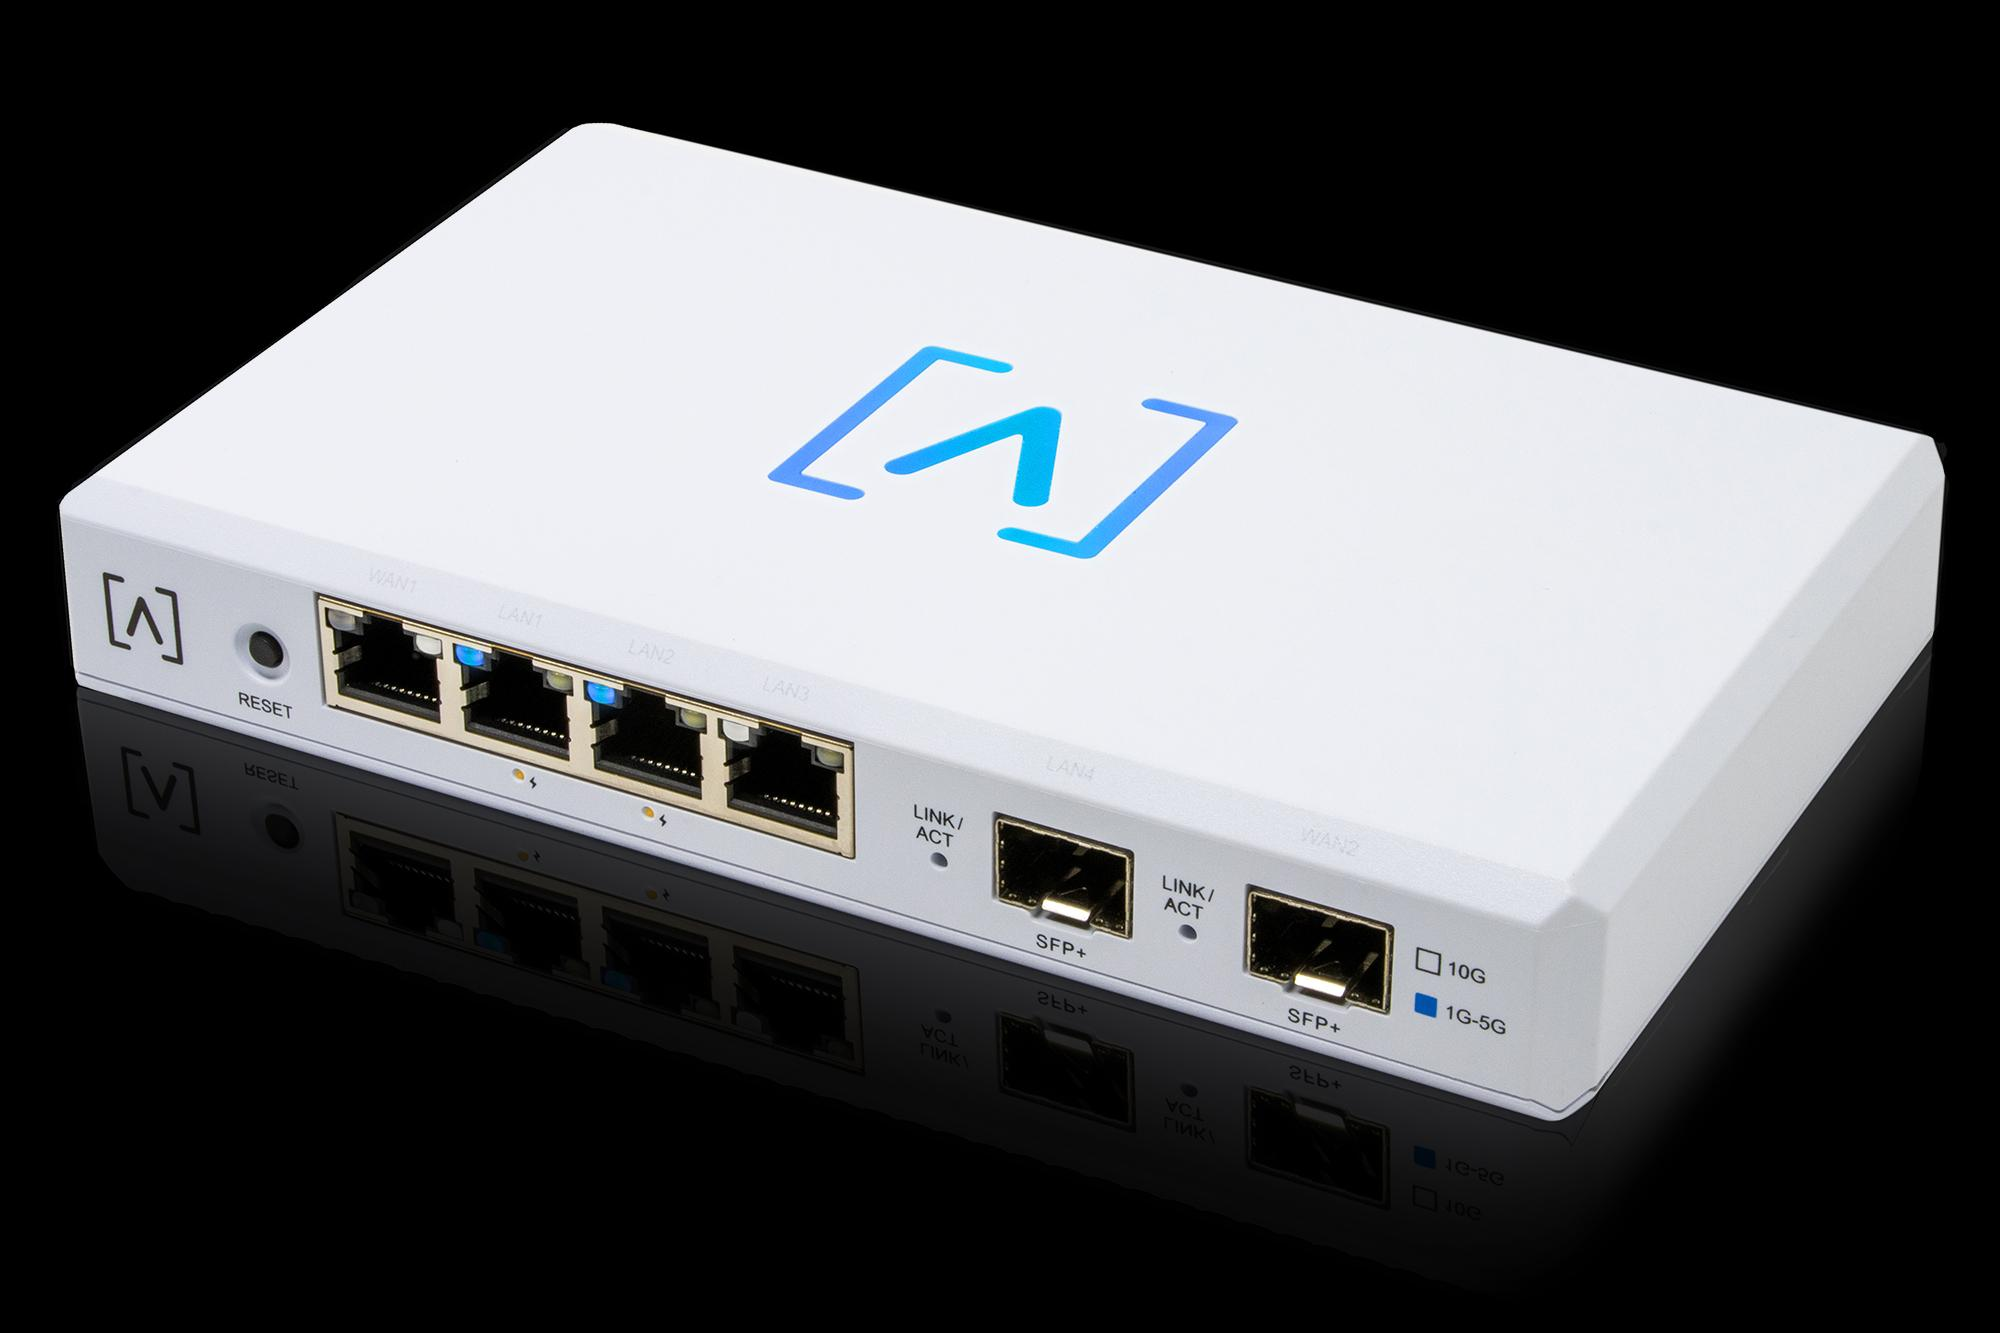 WAN1
LAN1
LAN2
LAN3
LAN4
WAN2
RESET
LINK/
ACT
SFP+
LINK/
ACT
SFP+
10G
1G-5G